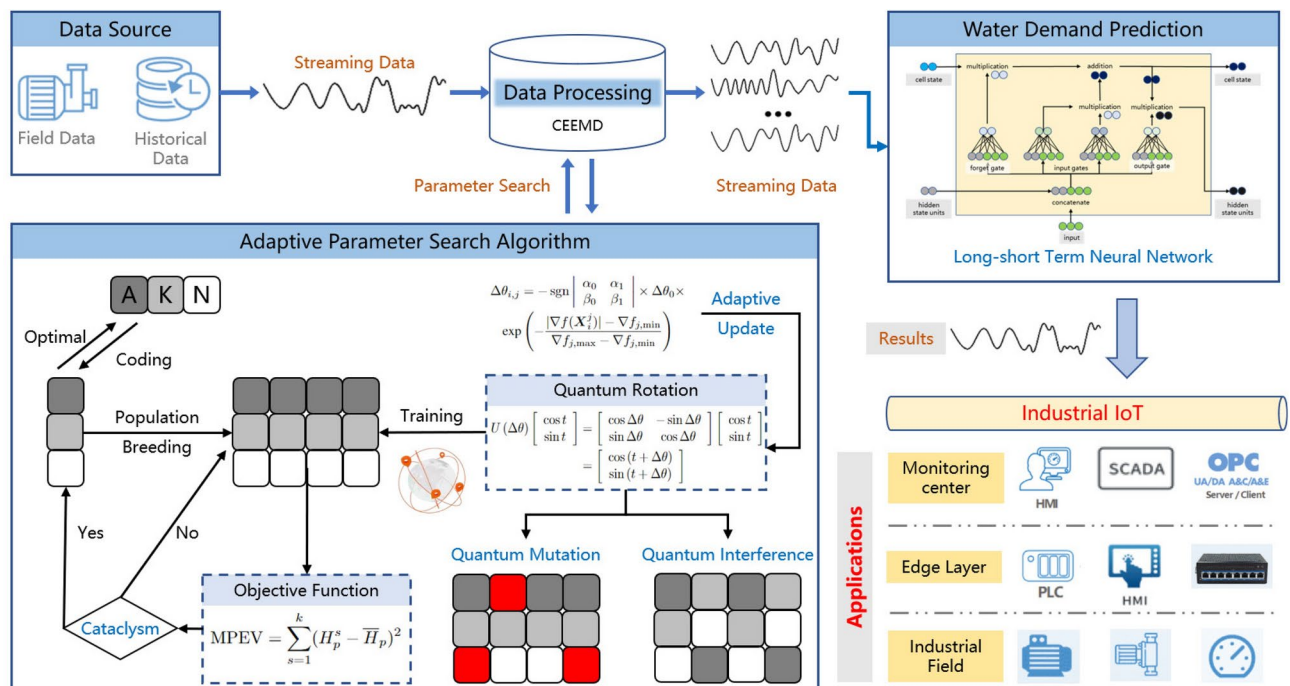 Data Source
Field Data
Historical
Data
Streaming Data
Data Processing
CEEMD
Parameter Search
Streaming Data
Water Demand Prediction
cell state
multiplication
addition
cell state
multiplication
multiplication
forget gate
input gates
output gate
hidden
state units
concatenate
hidden
state units
input
Long-short Term Neural Network
Adaptive Parameter Search Algorithm
A K N
Optimal
Coding
Population
Breeding
Training
Yes
No
Cataclysm
Objective Function
MPEV = \sum_{s=1}^{k} (H_p^s - \overline{H}_p)^2
Δθ_{i,j} = − sgn | α_0 α_1 | × Δθ_0 ×
| β_0 β_1 |
exp ( − \frac{|∇f(X_i^j)| − ∇f_{j,min}}{∇f_{j,max} − ∇f_{j,min}} )
Adaptive
Update
Quantum Rotation
U (Δθ) [ cos t ] = [ cos Δθ − sin Δθ ] [ cos t ]
[ sin t ] [ sin Δθ cos Δθ ] [ sin t ]
= [ cos (t + Δθ) ]
[ sin (t + Δθ) ]
Quantum Mutation
Quantum Interference
Results
Industrial IoT
Applications
Monitoring
center
HMI
SCADA
OPC
UA/DA A&C/A&E
Server / Client
Edge Layer
PLC
HMI
Industrial
Field